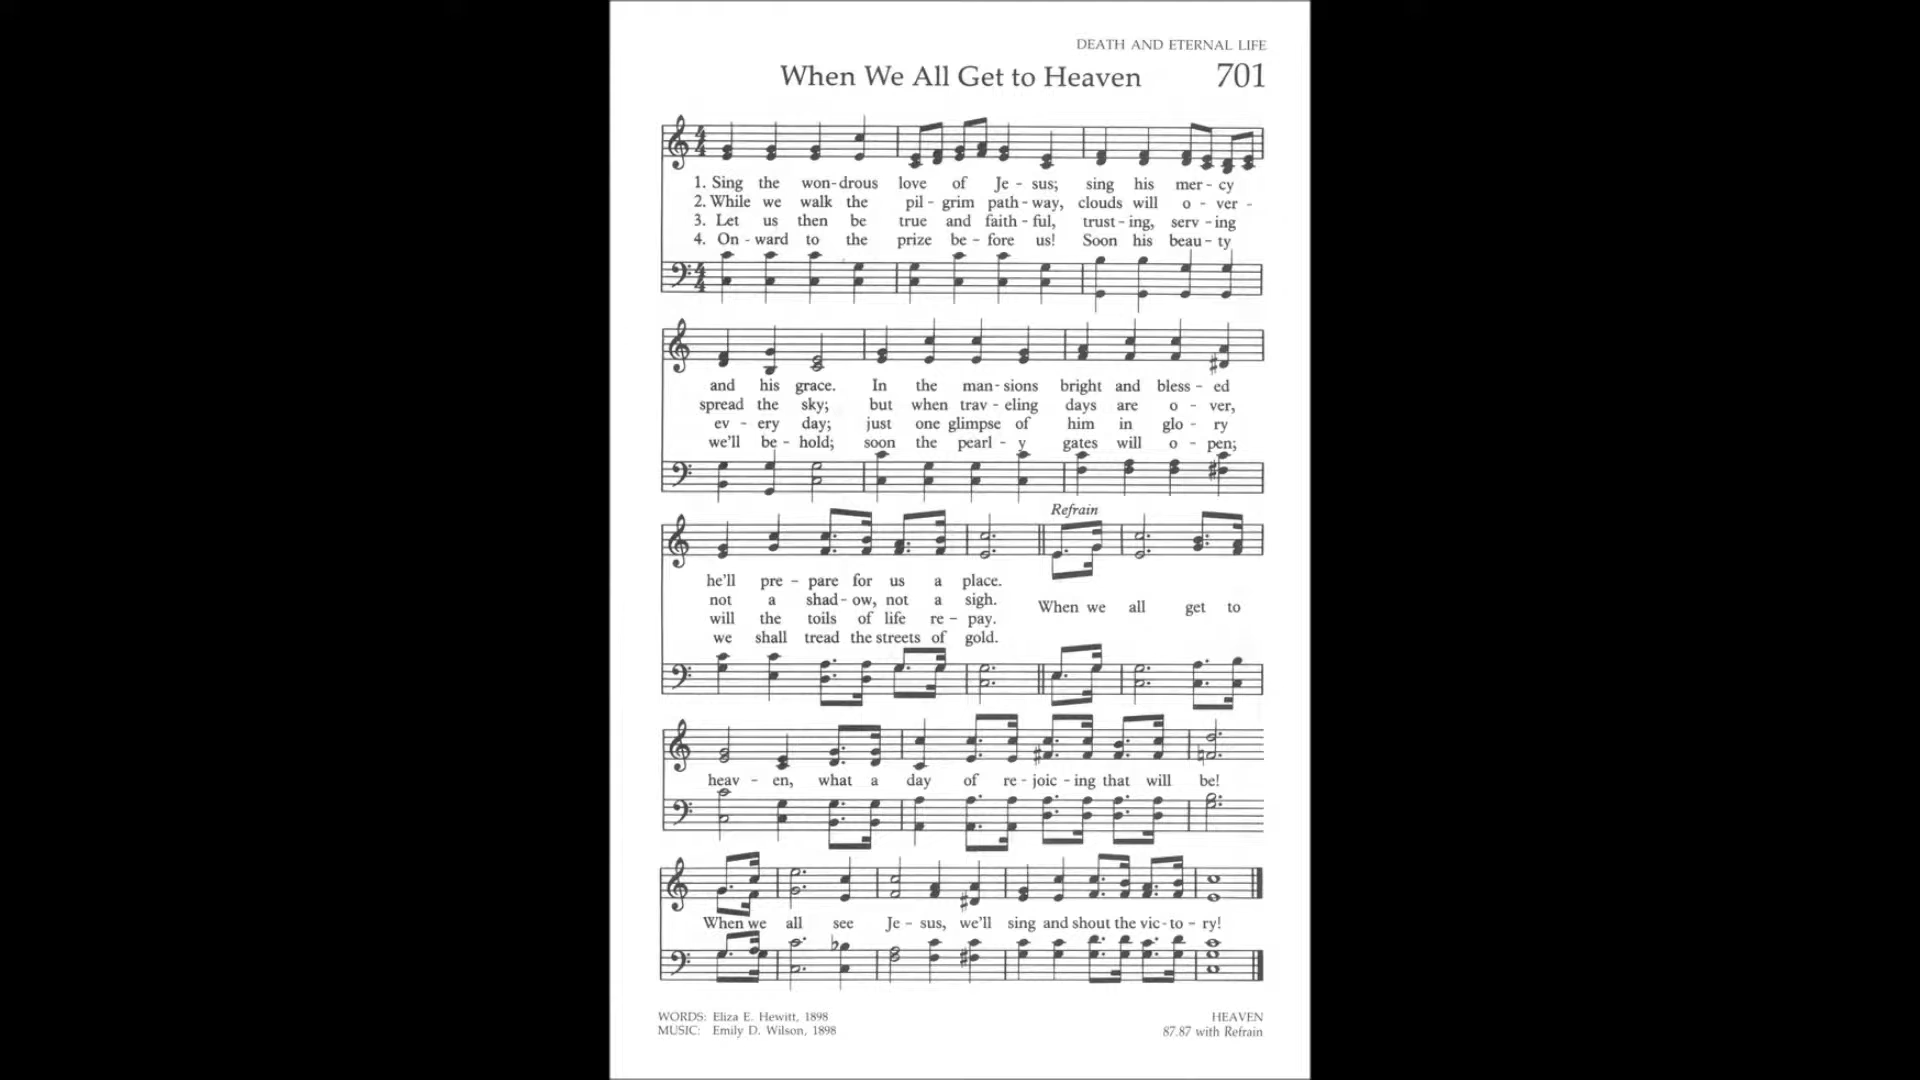 DEATH AND ETERNAL LIFE
When We All Get to Heaven 701
1. Sing the won-drous love of Je - sus; sing his mer - cy
2. While we walk the pil - grim path - way, clouds will o - ver -
3. Let us then be true and faith - ful, trust - ing, serv - ing
4. On - ward to the prize be - fore us! Soon his beau - ty
and his grace. In the man - sions bright and bless - ed
spread the sky; but when trav - eling days are o - ver,
ev - ery day; just one glimpse of him in glo - ry
we'll be - hold; soon the pearl - y gates will o - pen;
Refrain
he'll pre - pare for us a place.
not a shad - ow, not a sigh.
When we all get to
will the toils of life re - pay.
we shall tread the streets of gold.
heav - en, what a day of re - joic - ing that will be!
When we all see Je - sus, we'll sing and shout the vic - to - ry!
WORDS: Eliza E. Hewitt, 1898 HEAVEN
MUSIC: Emily D. Wilson, 1898 87.87 with Refrain